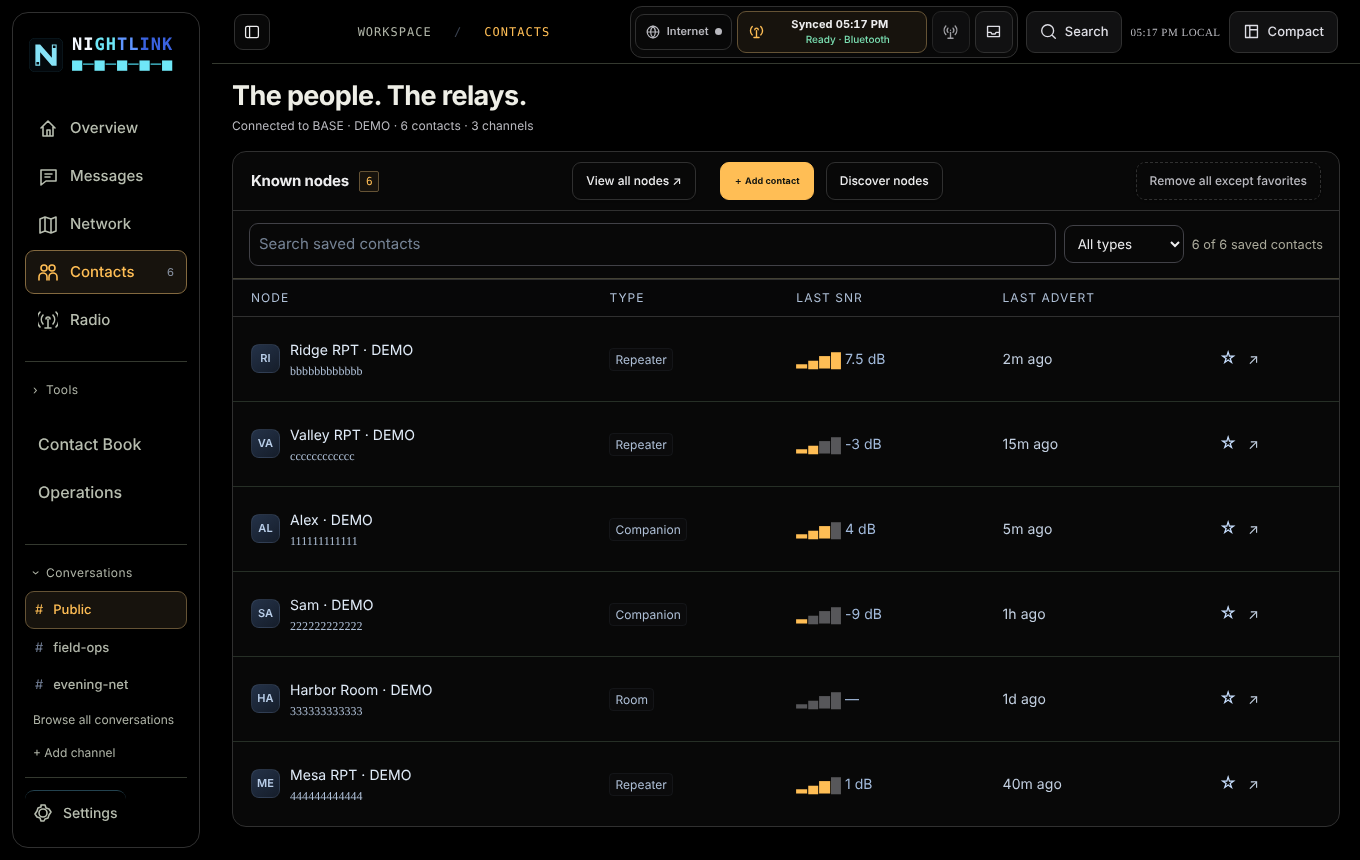 NIGHTLINK
Overview
Messages
Network
Contacts 6
Radio
Tools
Contact Book
Operations
Conversations
# Public
# field-ops
# evening-net
Browse all conversations
+ Add channel
Settings
WORKSPACE / CONTACTS
Internet
Synced 05:17 PM
Ready · Bluetooth
Search
05:17 PM LOCAL
Compact
The people. The relays.
Connected to BASE · DEMO · 6 contacts · 3 channels
Known nodes 6
View all nodes ↗
+ Add contact
Discover nodes
Remove all except favorites
Search saved contacts
All types
6 of 6 saved contacts
NODE TYPE LAST SNR LAST ADVERT
RI Ridge RPT · DEMO
bbbbbbbbbbbb
Repeater 7.5 dB 2m ago ☆ ↗
VA Valley RPT · DEMO
cccccccccccc
Repeater -3 dB 15m ago ☆ ↗
AL Alex · DEMO
111111111111
Companion 4 dB 5m ago ☆ ↗
SA Sam · DEMO
222222222222
Companion -9 dB 1h ago ☆ ↗
HA Harbor Room · DEMO
333333333333
Room — 1d ago ☆ ↗
ME Mesa RPT · DEMO
444444444444
Repeater 1 dB 40m ago ☆ ↗